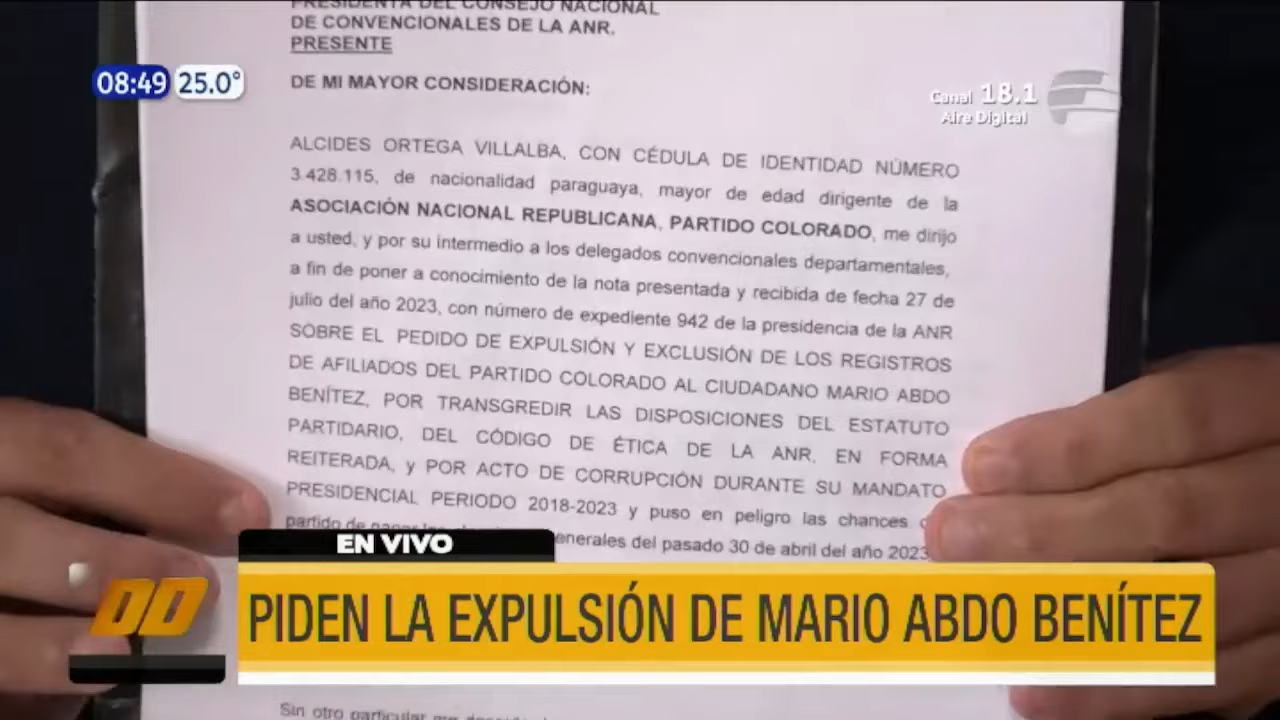 PRESIDENTA DEL CONSEJO NACIONAL
DE CONVENCIONALES DE LA ANR.
PRESENTE
08:49 25.0°
DE MI MAYOR CONSIDERACIÓN:
Canal 18.1
Aire Digital
ALCIDES ORTEGA VILLALBA, CON CÉDULA DE IDENTIDAD NÚMERO
3.428.115, de nacionalidad paraguaya, mayor de edad dirigente de la
ASOCIACIÓN NACIONAL REPUBLICANA, PARTIDO COLORADO, me dirijo
a usted, y por su intermedio a los delegados convencionales departamentales,
a fin de poner a conocimiento de la nota presentada y recibida de fecha 27 de
julio del año 2023, con número de expediente 942 de la presidencia de la ANR
SOBRE EL PEDIDO DE EXPULSIÓN Y EXCLUSIÓN DE LOS REGISTROS
DE AFILIADOS DEL PARTIDO COLORADO AL CIUDADANO MARIO ABDO
BENÍTEZ, POR TRANSGREDIR LAS DISPOSICIONES DEL ESTATUTO
PARTIDARIO, DEL CÓDIGO DE ÉTICA DE LA ANR, EN FORMA
REITERADA, y POR ACTO DE CORRUPCIÓN DURANTE SU MANDATO
PRESIDENCIAL PERIODO 2018-2023 y puso en peligro las chances
partido de enerales del pasado 30 de abril del año 2023
EN VIVO
PIDEN LA EXPULSIÓN DE MARIO ABDO BENÍTEZ
Sin otro particular me